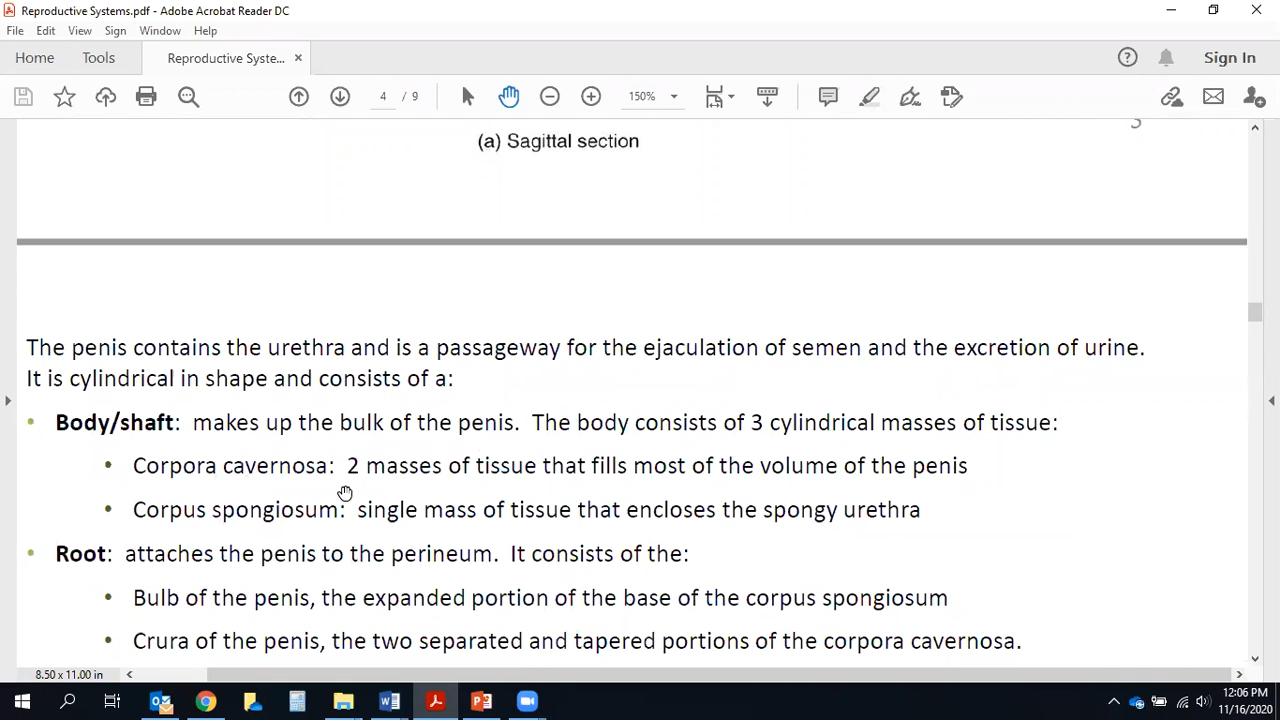 Reproductive Systems.pdf - Adobe Acrobat Reader DC
File Edit View Sign Window Help
Home Tools Reproductive Syste... × Sign In
4 / 9 150%
3
(a) Sagittal section
The penis contains the urethra and is a passageway for the ejaculation of semen and the excretion of urine.
It is cylindrical in shape and consists of a:
• Body/shaft: makes up the bulk of the penis. The body consists of 3 cylindrical masses of tissue:
• Corpora cavernosa: 2 masses of tissue that fills most of the volume of the penis
• Corpus spongiosum: single mass of tissue that encloses the spongy urethra
• Root: attaches the penis to the perineum. It consists of the:
• Bulb of the penis, the expanded portion of the base of the corpus spongiosum
• Crura of the penis, the two separated and tapered portions of the corpora cavernosa.
8.50 x 11.00 in
12:06 PM
11/16/2020